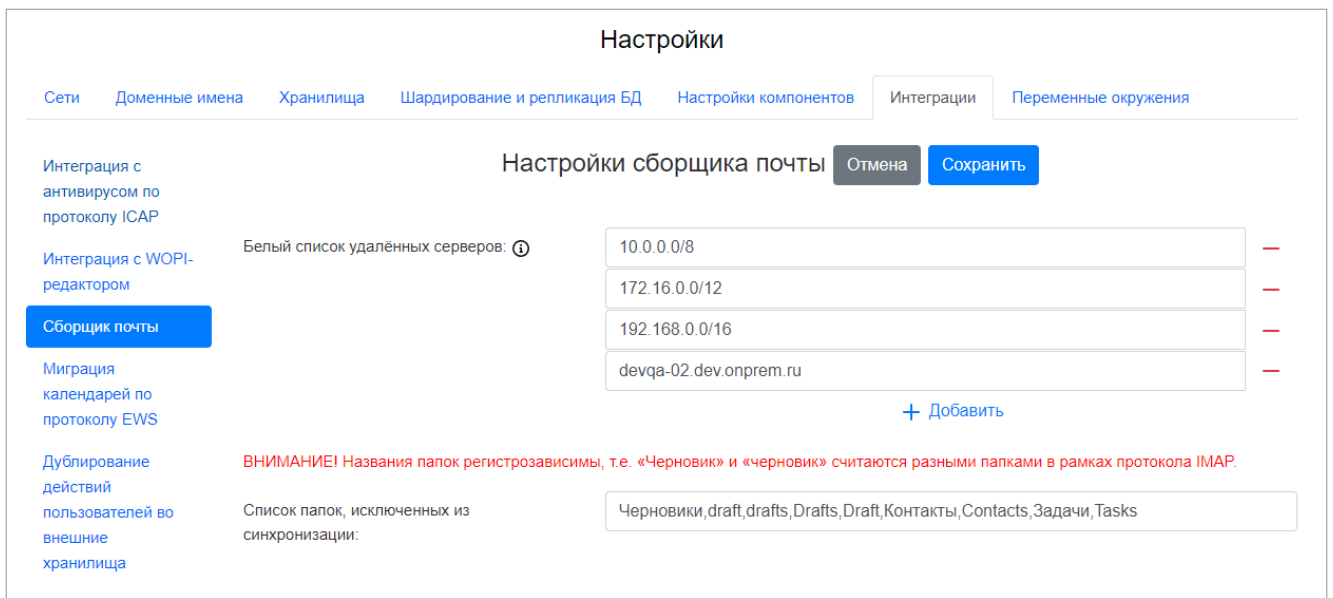 Настройки
Сети Доменные имена Хранилища Шардирование и репликация БД Настройки компонентов Интеграции Переменные окружения
Интеграция с
антивирусом по
протоколу ICAP
Интеграция с WOPI-
редактором
Сборщик почты
Миграция
календарей по
протоколу EWS
Дублирование
действий
пользователей во
внешние
хранилища
Настройки сборщика почты Отмена Сохранить
Белый список удалённых серверов:
10.0.0.0/8
172.16.0.0/12
192.168.0.0/16
devqa-02.dev.onprem.ru
+ Добавить
ВНИМАНИЕ! Названия папок регистрозависимы, т.е. «Черновик» и «черновик» считаются разными папками в рамках протокола IMAP.
Список папок, исключенных из
синхронизации:
Черновики,draft,drafts,Drafts,Draft,Контакты,Contacts,Задачи,Tasks